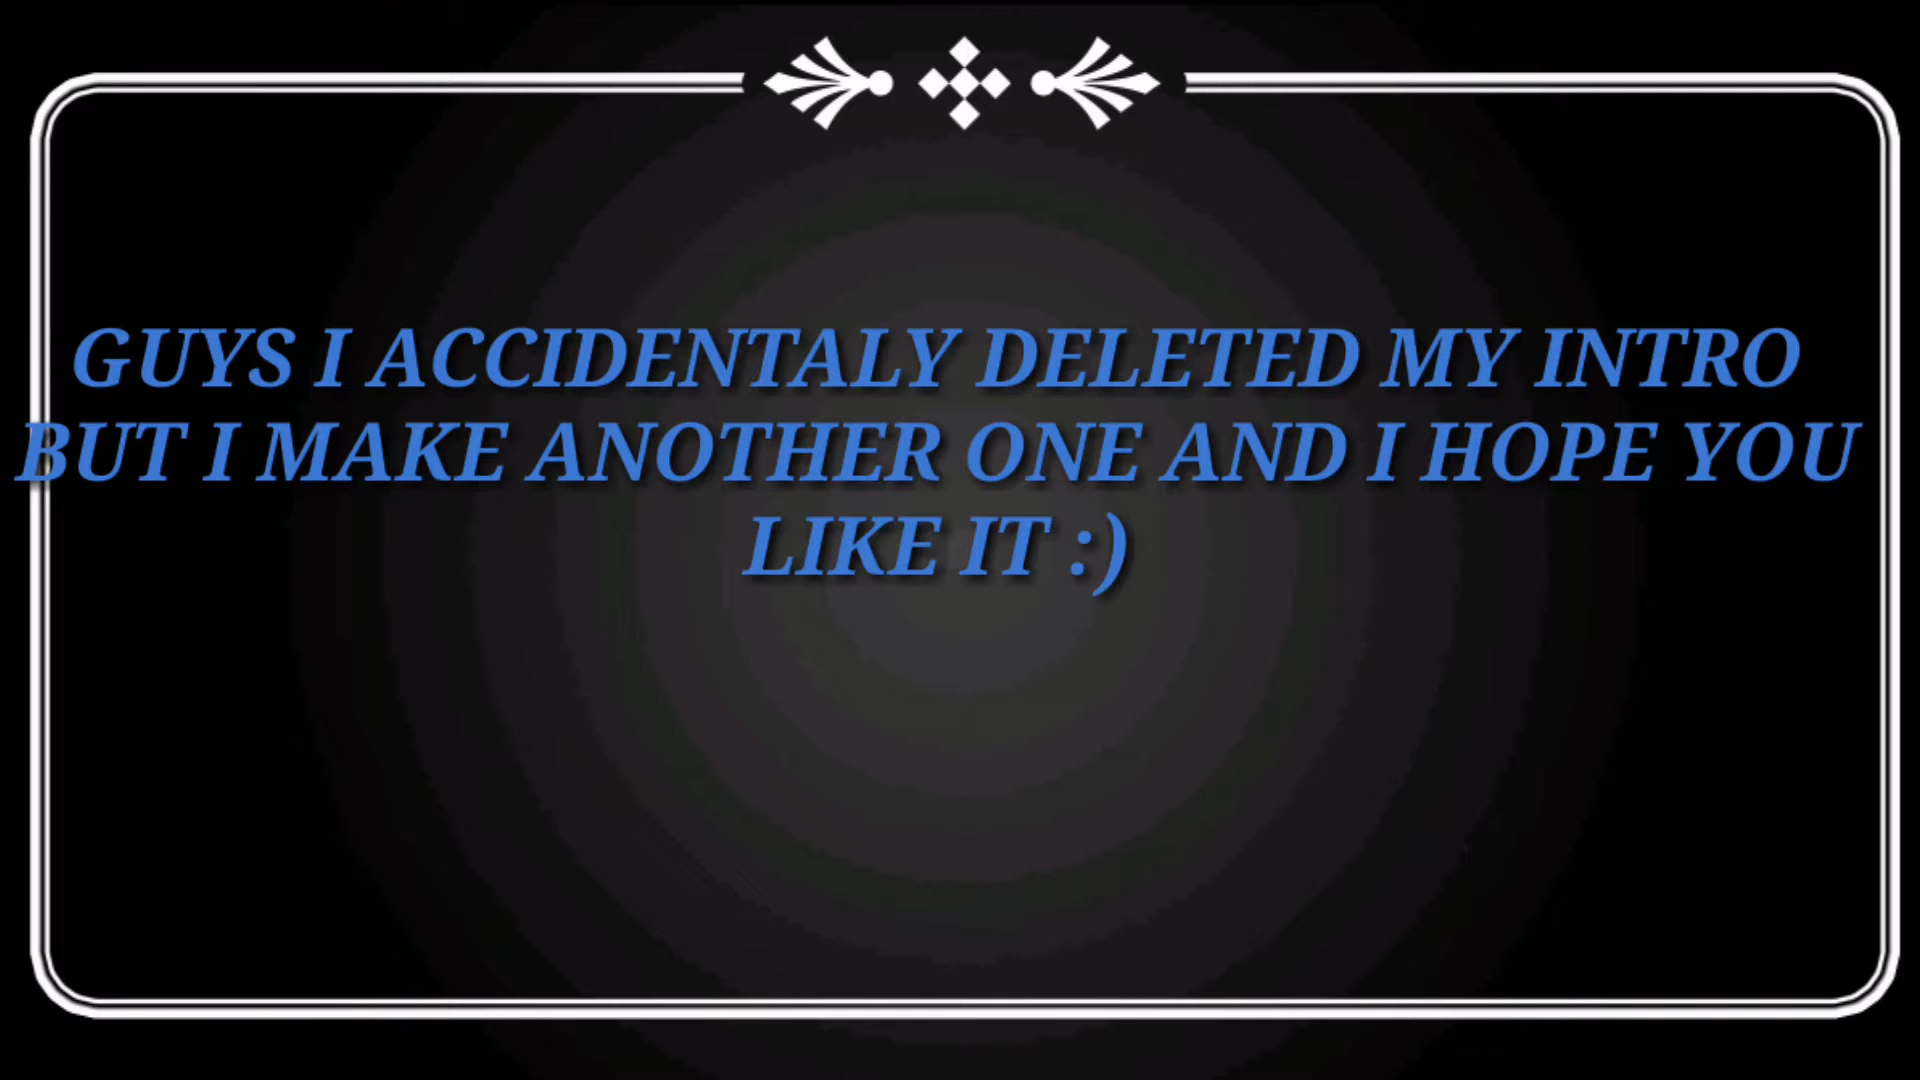 GUYS I ACCIDENTALY DELETED MY INTRO
BUT I MAKE ANOTHER ONE AND I HOPE YOU
LIKE IT :)